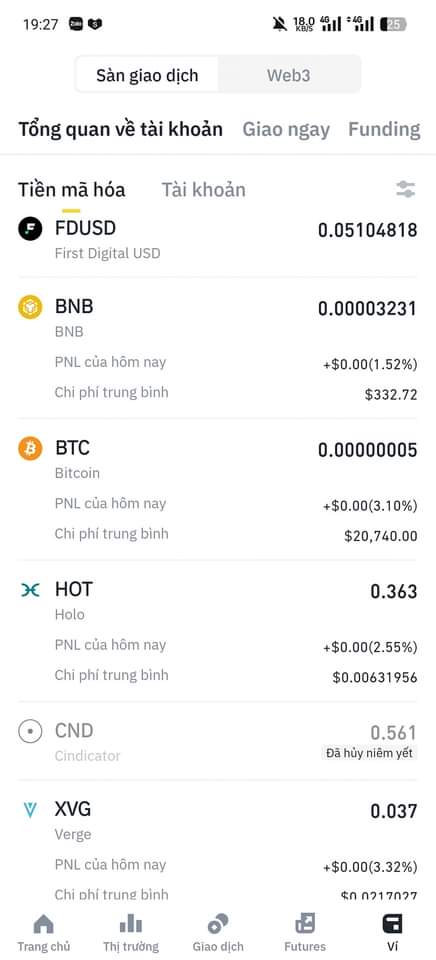 19:27 Zalo S 18.0 KB/S 4G 4G 25
Sàn giao dịch Web3
Tổng quan về tài khoản Giao ngay Funding
Tiền mã hóa Tài khoản
FDUSD 0.05104818
First Digital USD
BNB 0.00003231
BNB
PNL của hôm nay +$0.00(1.52%)
Chi phí trung bình $332.72
BTC 0.00000005
Bitcoin
PNL của hôm nay +$0.00(3.10%)
Chi phí trung bình $20,740.00
HOT 0.363
Holo
PNL của hôm nay +$0.00(2.55%)
Chi phí trung bình $0.00631956
CND 0.561
Cindicator Đã hủy niêm yết
XVG 0.037
Verge
PNL của hôm nay +$0.00(3.32%)
Chi phí trung bình $0.0217027
Trang chủ Thị trường Giao dịch Futures Ví